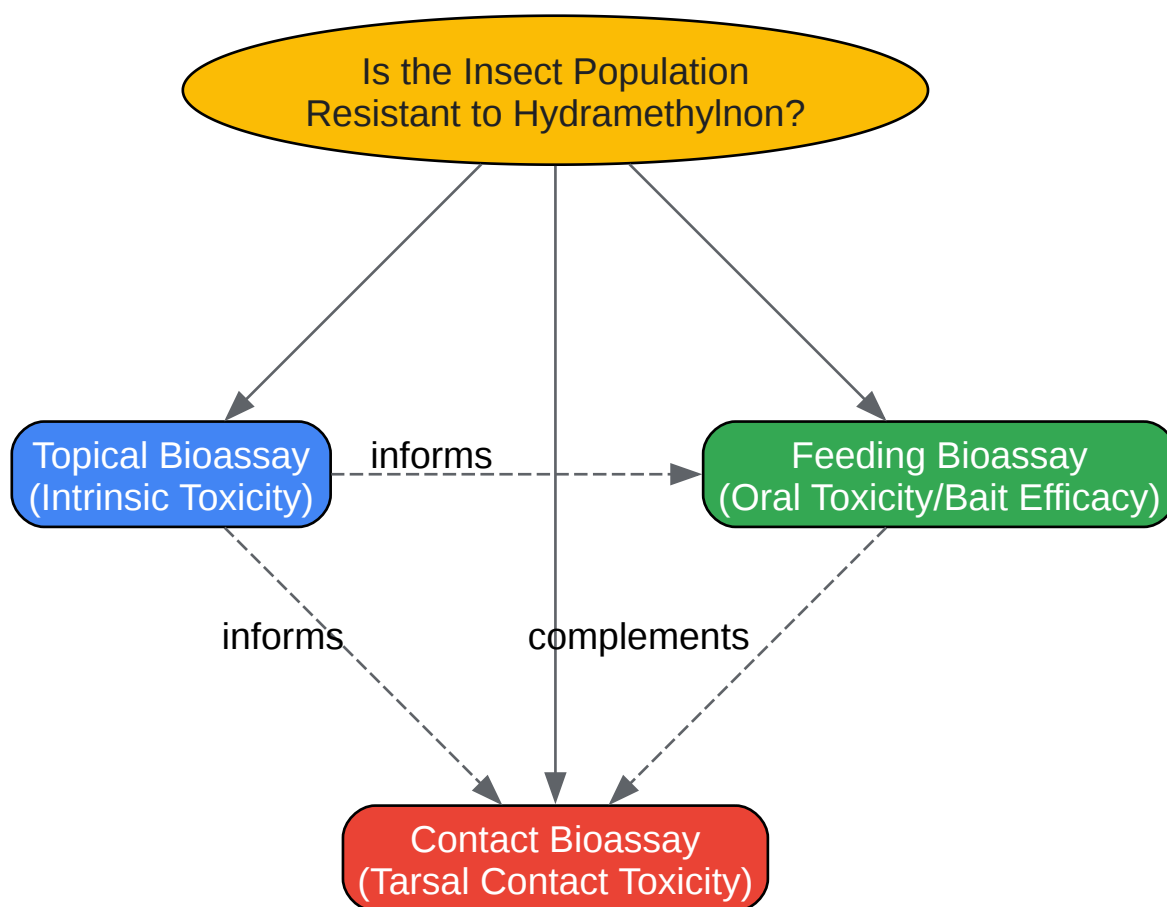 Is the Insect Population
Resistant to Hydramethylnon?
Topical Bioassay
(Intrinsic Toxicity)
informs
Feeding Bioassay
(Oral Toxicity/Bait Efficacy)
informs
complements
Contact Bioassay
(Tarsal Contact Toxicity)